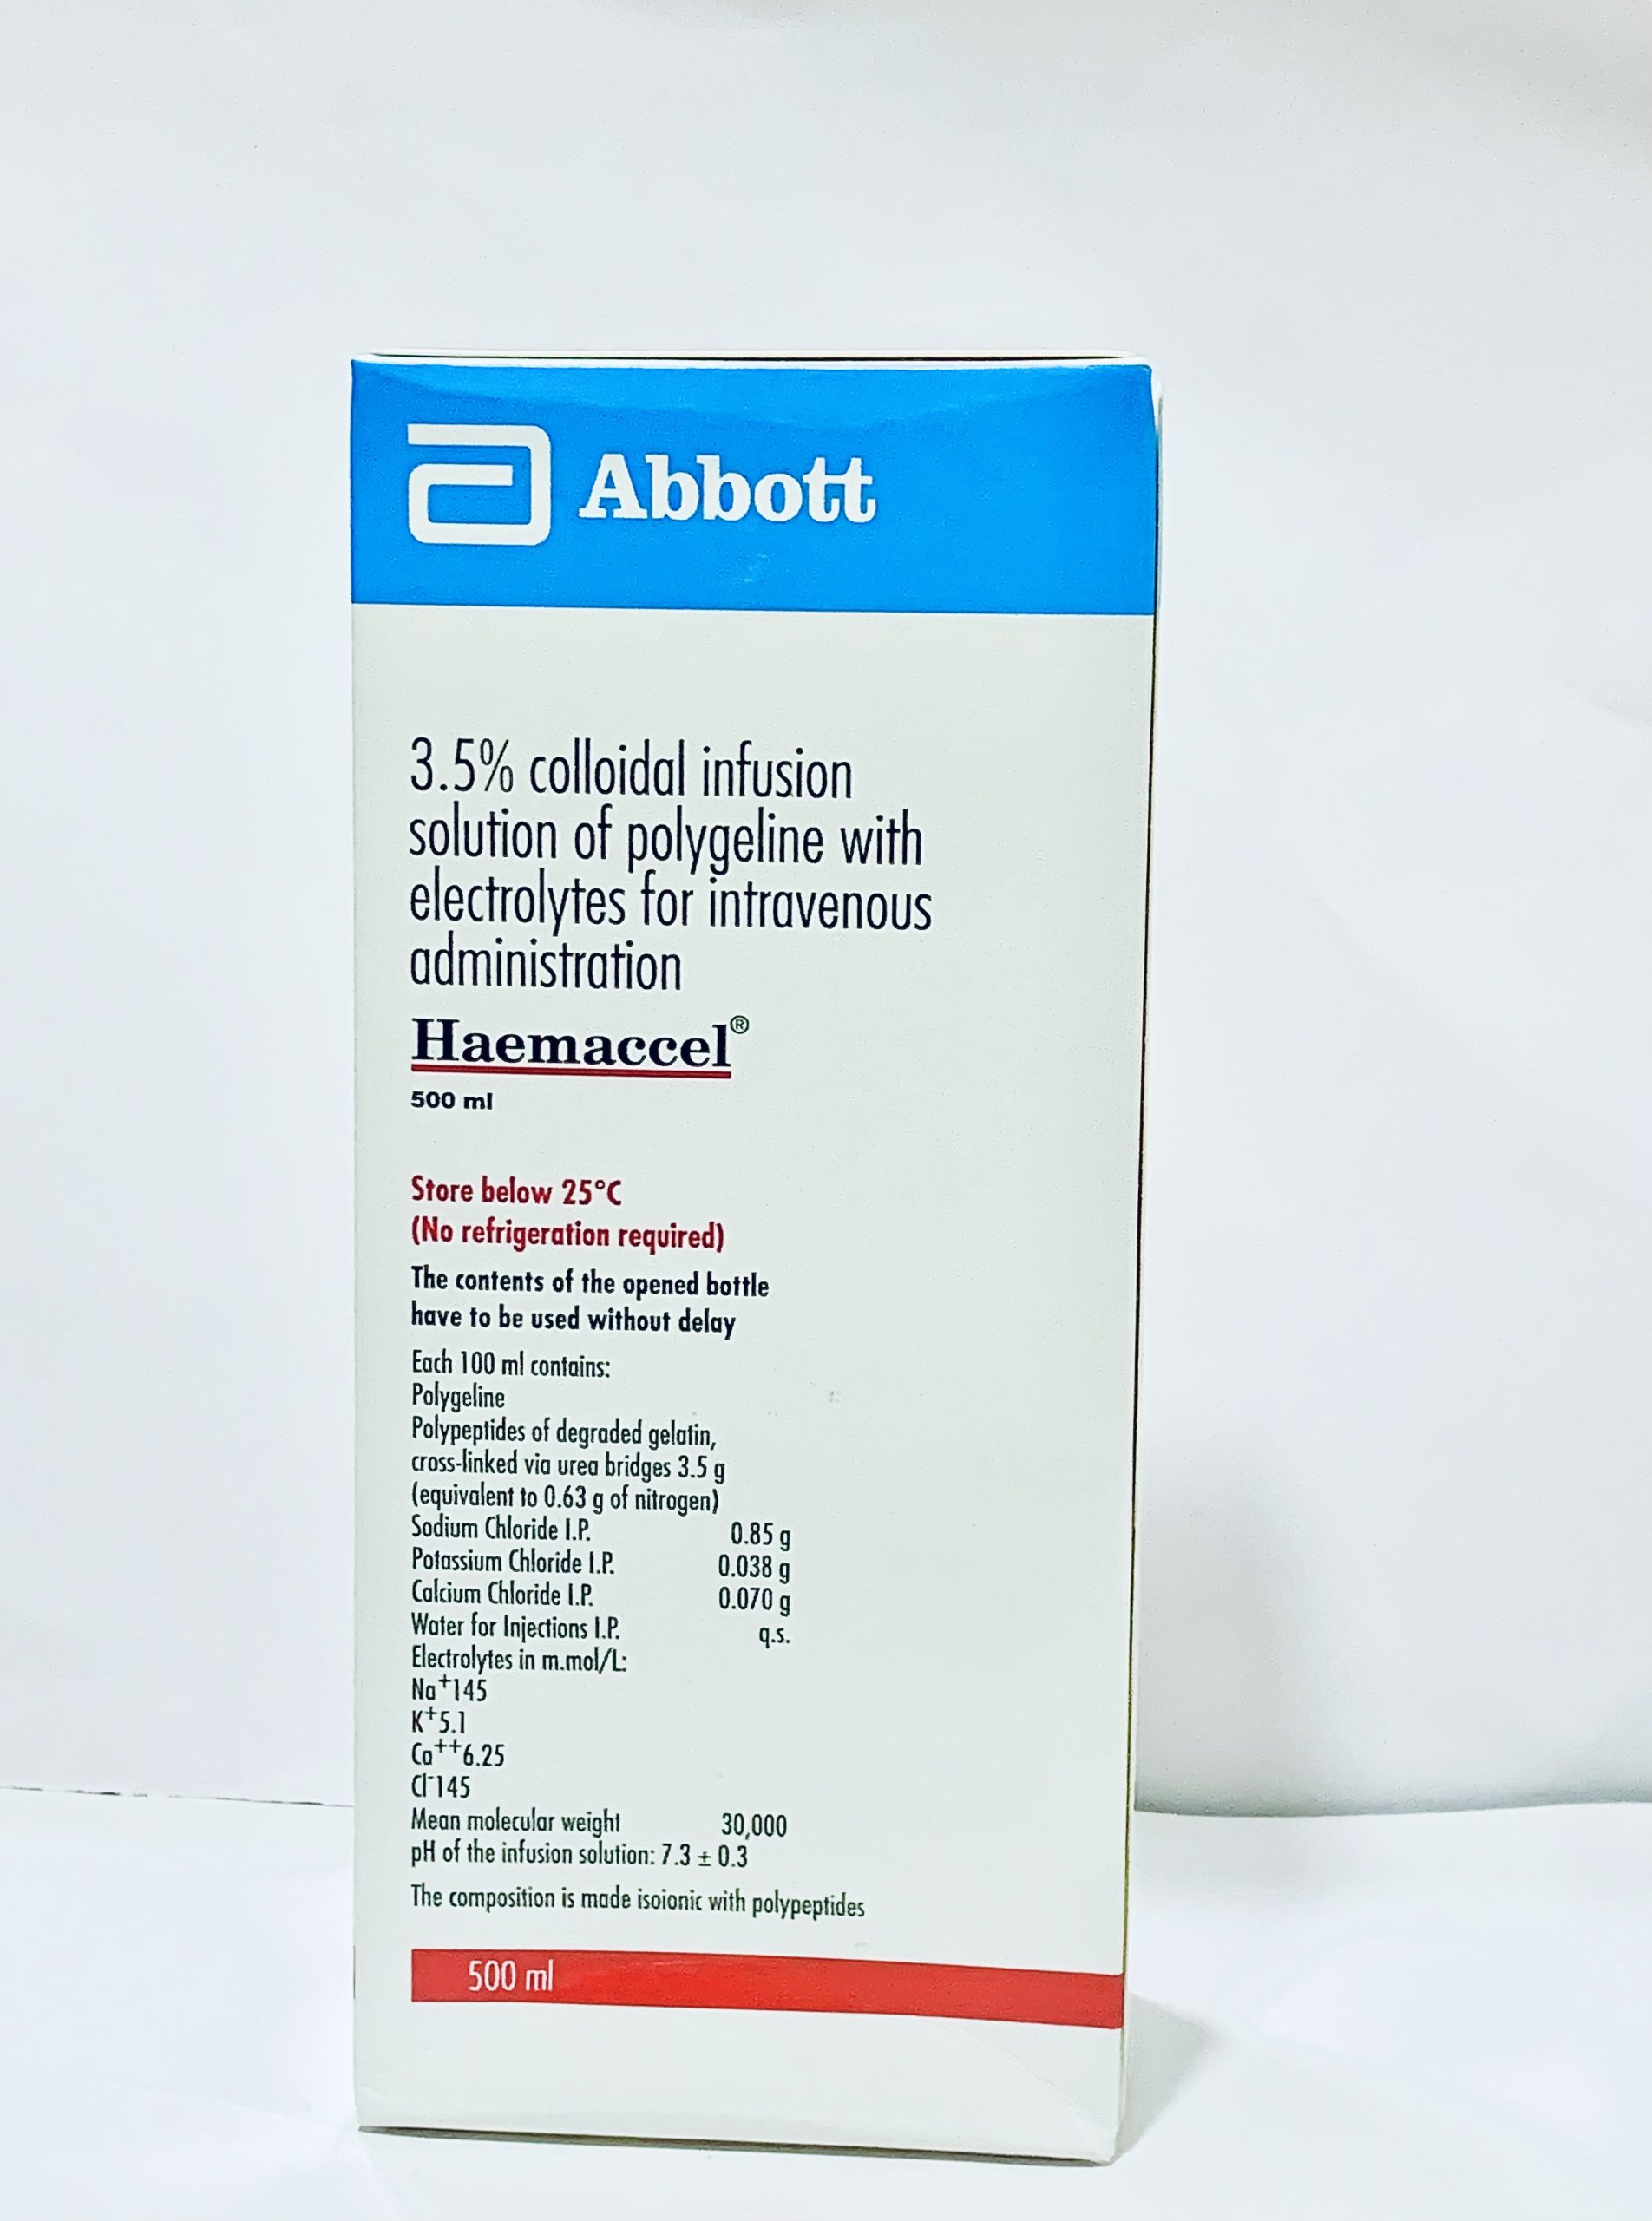 Abbott
3.5% colloidal infusion
solution of polygeline with
electrolytes for intravenous
administration
Haemaccel®
500 ml
Store below 25°C
(No refrigeration required)
The contents of the opened bottle
have to be used without delay
Each 100 ml contains:
Polygeline
Polypeptides of degraded gelatin,
cross-linked via urea bridges 3.5 g
(equivalent to 0.63 g of nitrogen)
Sodium Chloride I.P. 0.85 g
Potassium Chloride I.P. 0.038 g
Calcium Chloride I.P. 0.070 g
Water for Injections I.P. q.s.
Electrolytes in m.mol/L:
Na⁺145
K⁺5.1
Ca⁺⁺6.25
Cl⁻145
Mean molecular weight 30,000
pH of the infusion solution: 7.3 ± 0.3
The composition is made isoionic with polypeptides
500 ml